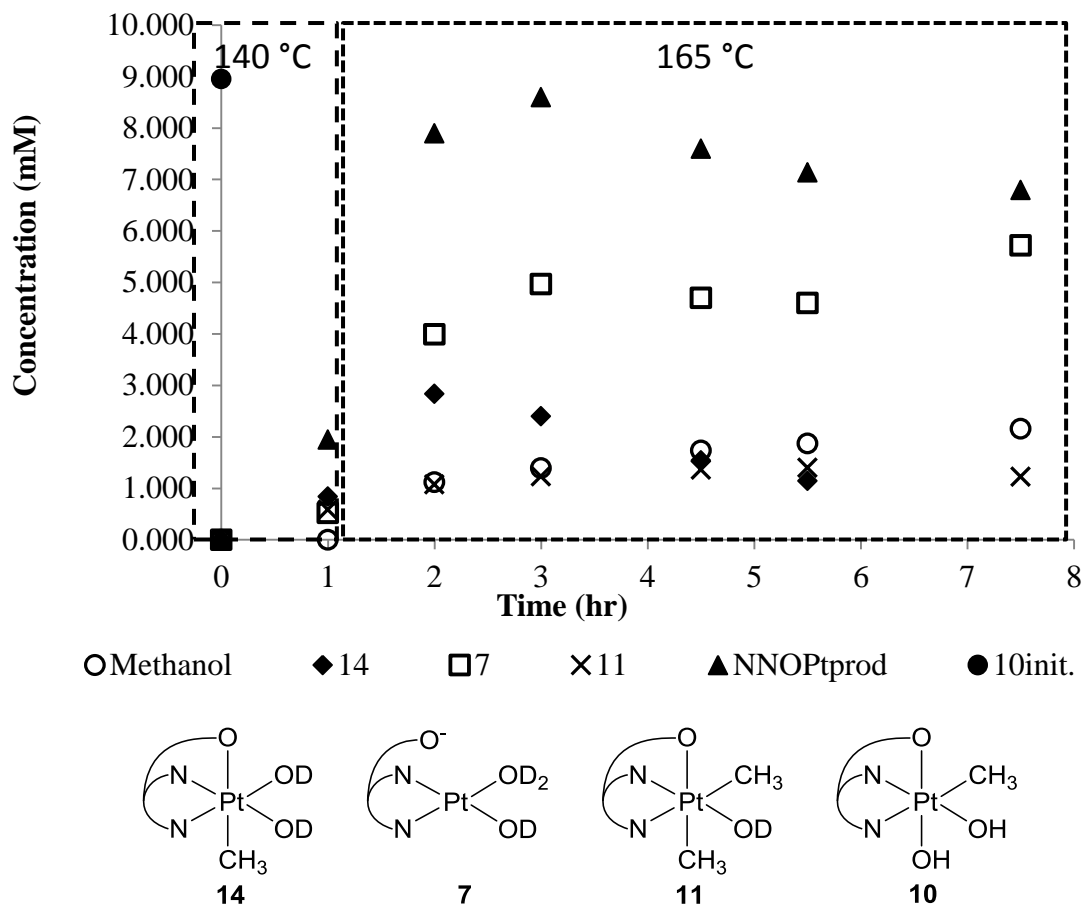 10.000
9.000
8.000
7.000
6.000
5.000
4.000
3.000
2.000
1.000
0.000
Concentration (mM)
140 °C
165 °C
0 1 2 3 4 5 6 7 8
Time (hr)
Methanol 14 7 11 NNOPtprod 10init.
O N N Pt OD OD CH3
O- N N Pt OD2 OD
O N N Pt CH3 OD CH3
O N N Pt CH3 OH OH
14 7 11 10